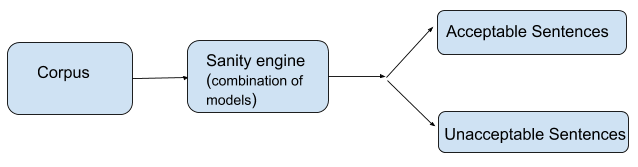 Corpus
Sanity engine
(combination of
models)
Acceptable Sentences
Unacceptable Sentences